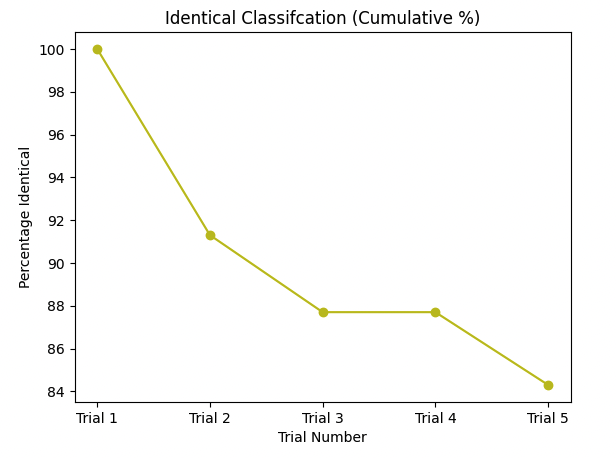 Identical Classifcation (Cumulative %)
Percentage Identical
100
98
96
94
92
90
88
86
84
Trial 1 Trial 2 Trial 3 Trial 4 Trial 5
Trial Number